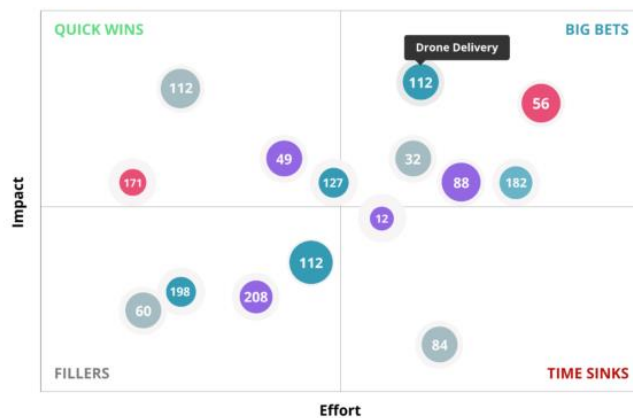 QUICK WINS
BIG BETS
Drone Delivery
112
112
56
49
32
171
127
88
182
12
112
198
208
60
84
FILLERS
TIME SINKS
Impact
Effort